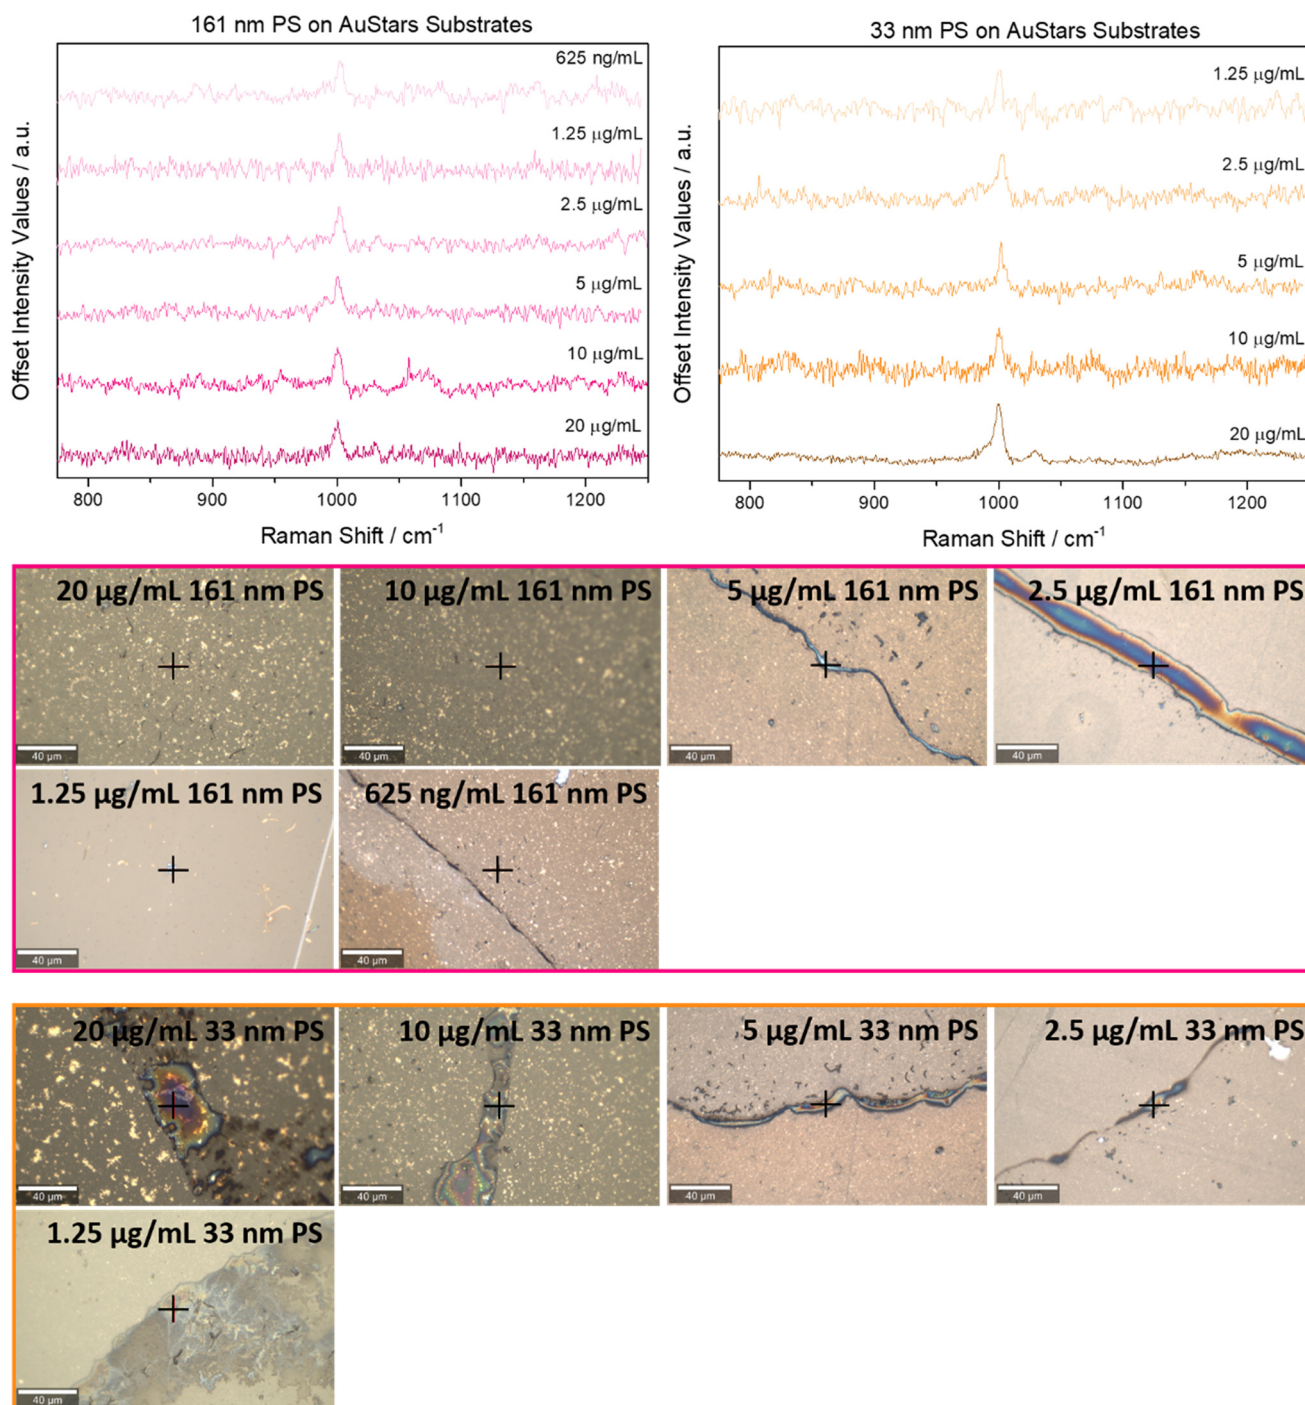 161 nm PS on AuStars Substrates
625 ng/mL
1.25 µg/mL
2.5 µg/mL
5 µg/mL
10 µg/mL
20 µg/mL
Offset Intensity Values / a.u.
800 900 1000 1100 1200
Raman Shift / cm⁻¹
33 nm PS on AuStars Substrates
1.25 µg/mL
2.5 µg/mL
5 µg/mL
10 µg/mL
20 µg/mL
Offset Intensity Values / a.u.
800 900 1000 1100 1200
Raman Shift / cm⁻¹
20 µg/mL 161 nm PS
40 µm
10 µg/mL 161 nm PS
40 µm
5 µg/mL 161 nm PS
40 µm
2.5 µg/mL 161 nm PS
40 µm
1.25 µg/mL 161 nm PS
40 µm
625 ng/mL 161 nm PS
40 µm
20 µg/mL 33 nm PS
40 µm
10 µg/mL 33 nm PS
40 µm
5 µg/mL 33 nm PS
40 µm
2.5 µg/mL 33 nm PS
40 µm
1.25 µg/mL 33 nm PS
40 µm